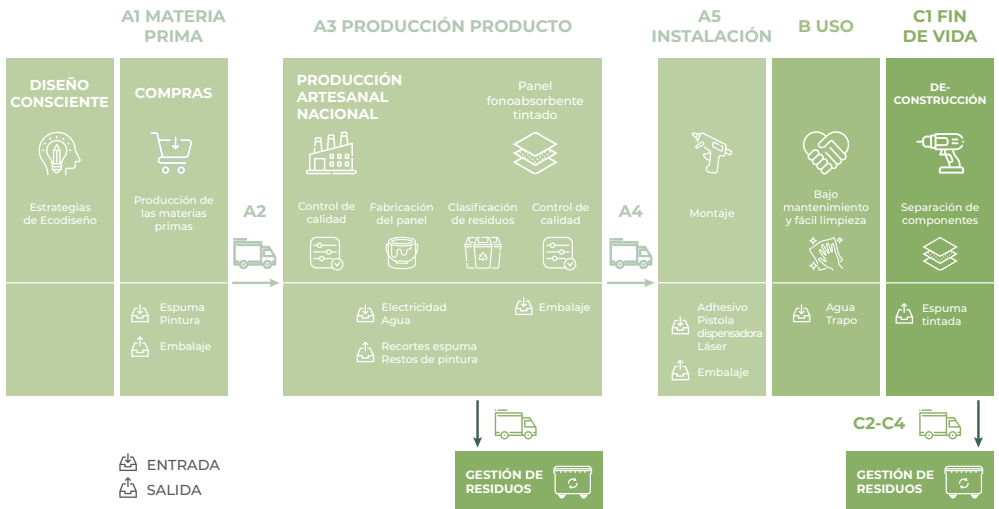 A1 MATERIA
PRIMA
A3 PRODUCCIÓN PRODUCTO
A5
INSTALACIÓN
B USO
C1 FIN
DE VIDA
DISEÑO
CONSCIENTE
Estrategias
de Ecodiseño
COMPRAS
Producción de
las materias
primas
Espuma
Pintura
Embalaje
A2
PRODUCCIÓN
ARTESANAL
NACIONAL
Panel
fonoabsorbente
tintado
Control de
calidad
Fabricación
del panel
Clasificación
de residuos
Control de
calidad
Electricidad
Agua
Recortes espuma
Restos de pintura
Embalaje
A4
Montaje
Adhesivo
Pistola
dispensadora
Láser
Embalaje
Bajo
mantenimiento
y fácil limpieza
Agua
Trapo
DE-
CONSTRUCCIÓN
Separación de
componentes
Espuma
tintada
C2-C4
ENTRADA
SALIDA
GESTIÓN DE
RESIDUOS
GESTIÓN DE
RESIDUOS